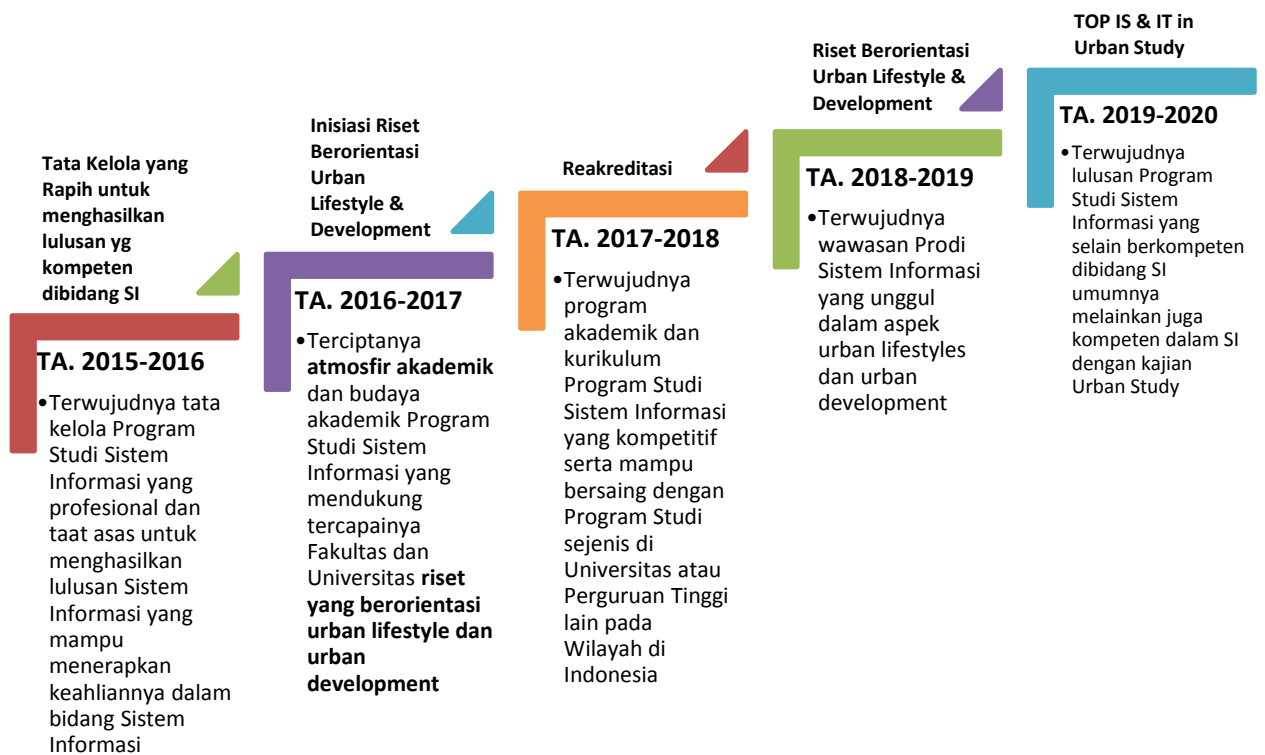 Tata Kelola yang
Rapih untuk
menghasilkan
lulusan yg
kompeten
dibidang SI
TA. 2015-2016
•Terwujudnya tata
kelola Program
Studi Sistem
Informasi yang
profesional dan
taat asas untuk
menghasilkan
lulusan Sistem
Informasi yang
mampu
menerapkan
keahliannya dalam
bidang Sistem
Informasi
Inisiasi Riset
Berorientasi
Urban
Lifestyle &
Development
TA. 2016-2017
•Terciptanya
atmosfir akademik
dan budaya
akademik Program
Studi Sistem
Informasi yang
mendukung
tercapainya
Fakultas dan
Universitas riset
yang berorientasi
urban lifestyle dan
urban
development
Reakreditasi
TA. 2017-2018
•Terwujudnya
program
akademik dan
kurikulum
Program Studi
Sistem Informasi
yang kompetitif
serta mampu
bersaing dengan
Program Studi
sejenis di
Universitas atau
Perguruan Tinggi
lain pada
Wilayah di
Indonesia
Riset Berorientasi
Urban Lifestyle &
Development
TA. 2018-2019
•Terwujudnya
wawasan Prodi
Sistem Informasi
yang unggul
dalam aspek
urban lifestyles
dan urban
development
TOP IS & IT in
Urban Study
TA. 2019-2020
•Terwujudnya
lulusan Program
Studi Sistem
Informasi yang
selain berkompeten
dibidang SI
umumnya
melainkan juga
kompeten dalam SI
dengan kajian
Urban Study